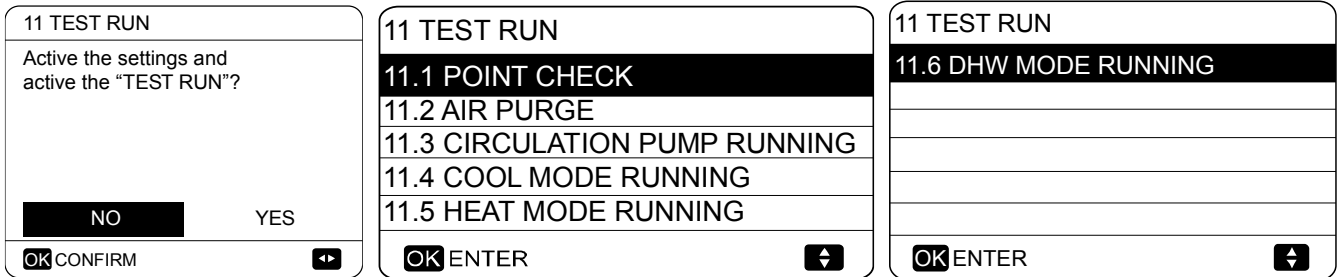 11 TEST RUN
Active the settings and
active the “TEST RUN”?
NO YES
OK CONFIRM
11 TEST RUN
11.1 POINT CHECK
11.2 AIR PURGE
11.3 CIRCULATION PUMP RUNNING
11.4 COOL MODE RUNNING
11.5 HEAT MODE RUNNING
OK ENTER
11 TEST RUN
11.6 DHW MODE RUNNING
OK ENTER